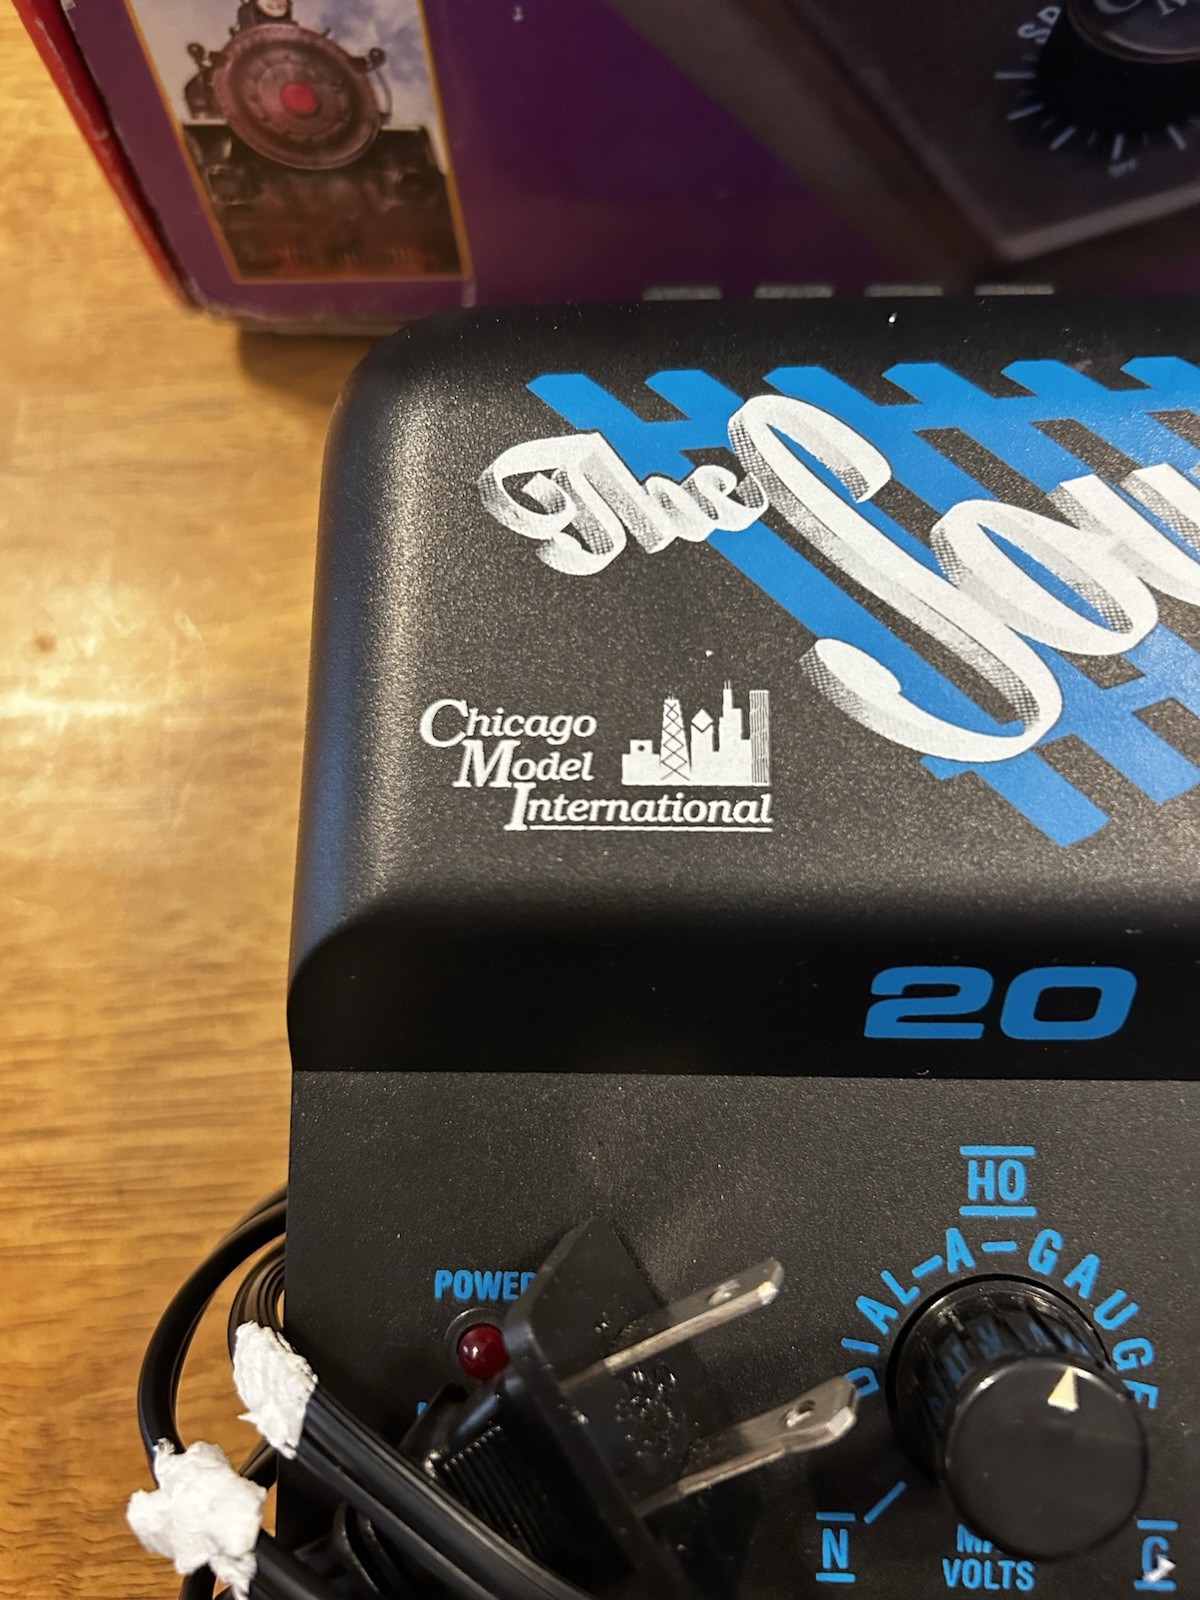 The
Chicago
Model
International
20
HO
DIAL-A-GAUGE
POWER
N
VOLTS
G